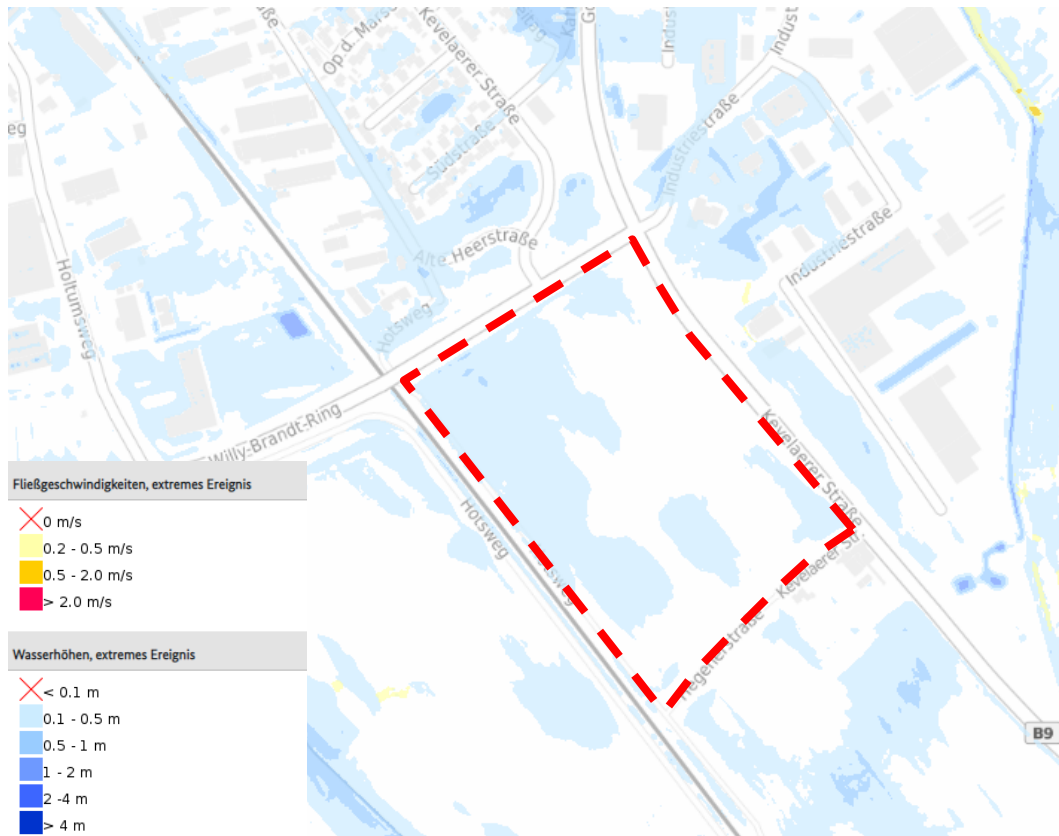 Op.d. Mars
Kevelaerer Straße
Südstraße
Alte Heerstraße
Industriestraße
Industriestraße
Holtumsweg
Hotsweg
Willy-Brandt-Ring
Kevelaerer Straße
Hotsweg
Kevelaerer Str.
Hegenerstraße
B9
Fließgeschwindigkeiten, extremes Ereignis
0 m/s
0.2 - 0.5 m/s
0.5 - 2.0 m/s
> 2.0 m/s
Wasserhöhen, extremes Ereignis
< 0.1 m
0.1 - 0.5 m
0.5 - 1 m
1 - 2 m
2 -4 m
> 4 m